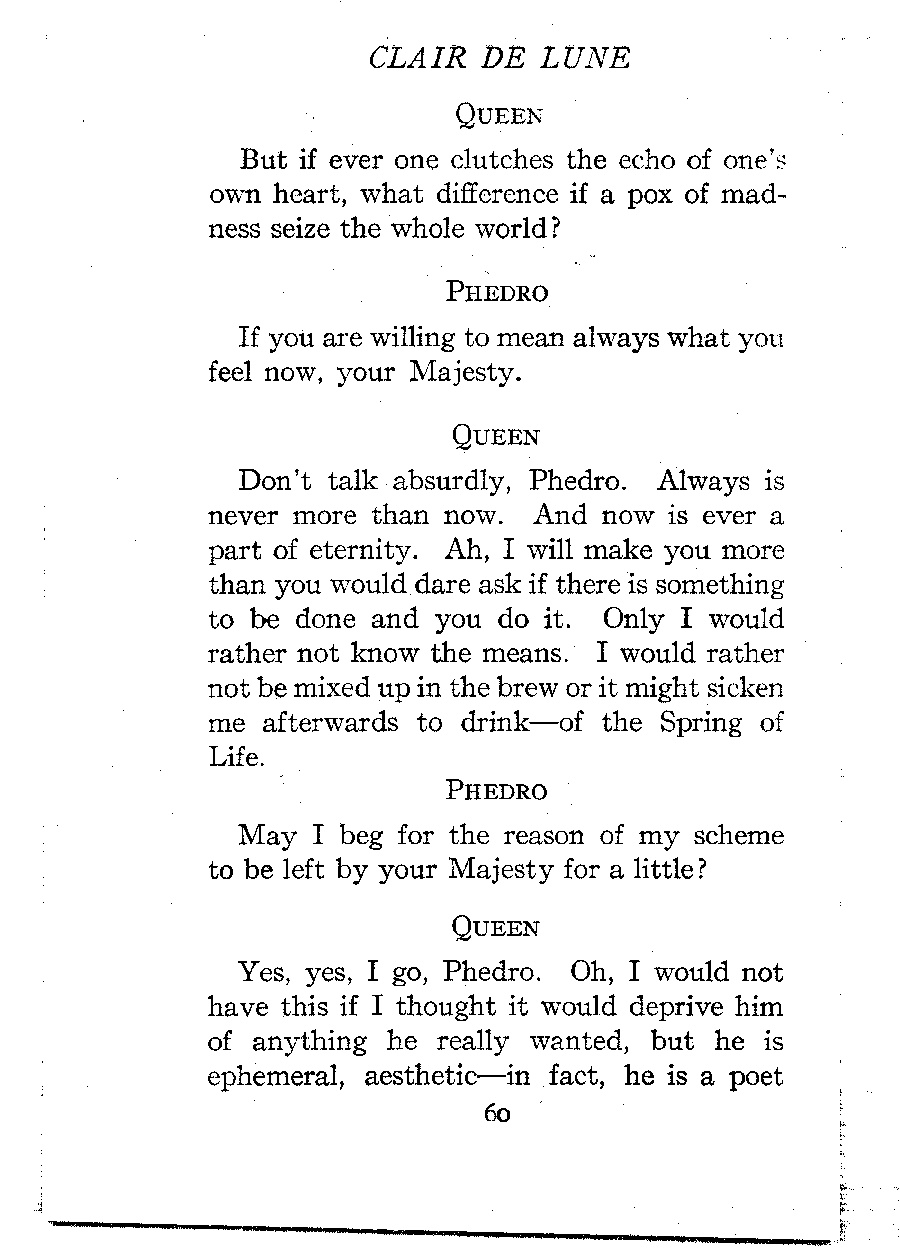 CLAIR DE LUNE
QUEEN
But if ever one clutches the echo of one's
own heart, what difference if a pox of mad-
ness seize the whole world?
PHEDRO
If you are willing to mean always what you
feel now, your Majesty.
QUEEN
Don't talk absurdly, Phedro. Always is
never more than now. And now is ever a
part of eternity. Ah, I will make you more
than you would dare ask if there is something
to be done and you do it. Only I would
rather not know the means. I would rather
not be mixed up in the brew or it might sicken
me afterwards to drink—of the Spring of
Life.
PHEDRO
May I beg for the reason of my scheme
to be left by your Majesty for a little?
QUEEN
Yes, yes, I go, Phedro. Oh, I would not
have this if I thought it would deprive him
of anything he really wanted, but he is
ephemeral, aesthetic—in fact, he is a poet
60